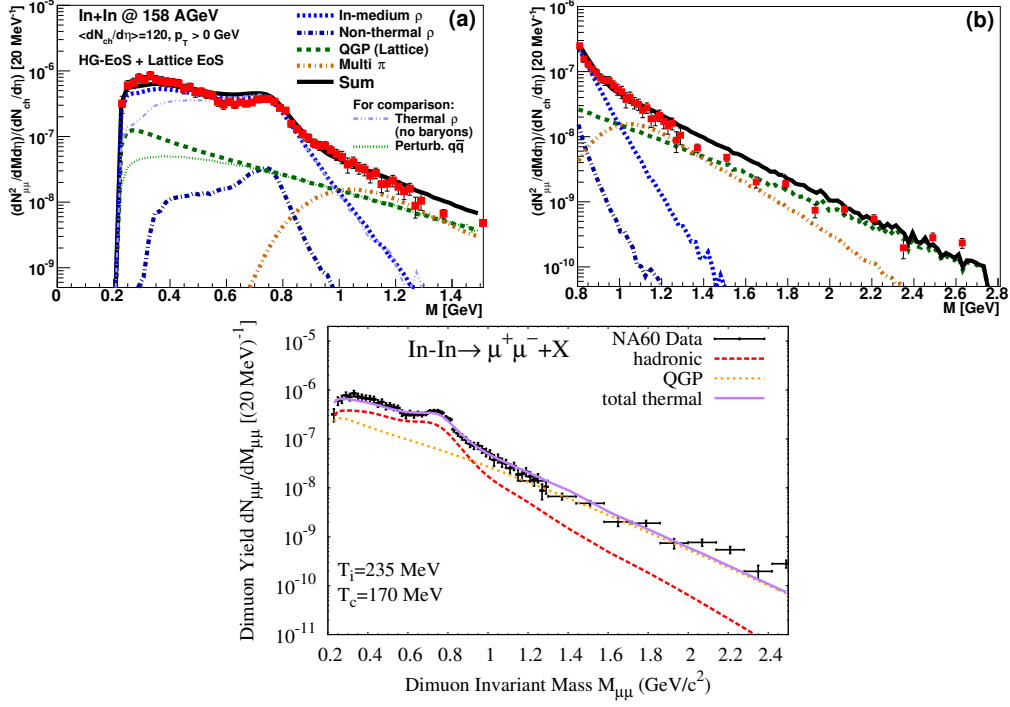 In+In @ 158 AGeV
<dN_ch/dη>=120, p_T > 0 GeV
HG-EoS + Lattice EoS
In-medium ρ
Non-thermal ρ
QGP (Lattice)
Multi π
Sum
For comparison:
Thermal ρ
(no baryons)
Perturb. qq̄
(a)
(dN²_μμ/dMdη)/(dN_ch/dη) [20 MeV⁻¹]
10⁻⁵
10⁻⁶
10⁻⁷
10⁻⁸
10⁻⁹
0 0.2 0.4 0.6 0.8 1 1.2 1.4
M [GeV]
(b)
(dN²_μμ/dMdη)/(dN_ch/dη) [20 MeV⁻¹]
10⁻⁶
10⁻⁷
10⁻⁸
10⁻⁹
10⁻¹⁰
0.8 1 1.2 1.4 1.6 1.8 2 2.2 2.4 2.6 2.8
M [GeV]
In-In→ μ⁺μ⁻+X
NA60 Data
hadronic
QGP
total thermal
T_i=235 MeV
T_c=170 MeV
Dimuon Yield dN_μμ/dM_μμ [(20 MeV)⁻¹]
10⁻⁵
10⁻⁶
10⁻⁷
10⁻⁸
10⁻⁹
10⁻¹⁰
10⁻¹¹
0.2 0.4 0.6 0.8 1 1.2 1.4 1.6 1.8 2 2.2 2.4
Dimuon Invariant Mass M_μμ (GeV/c²)